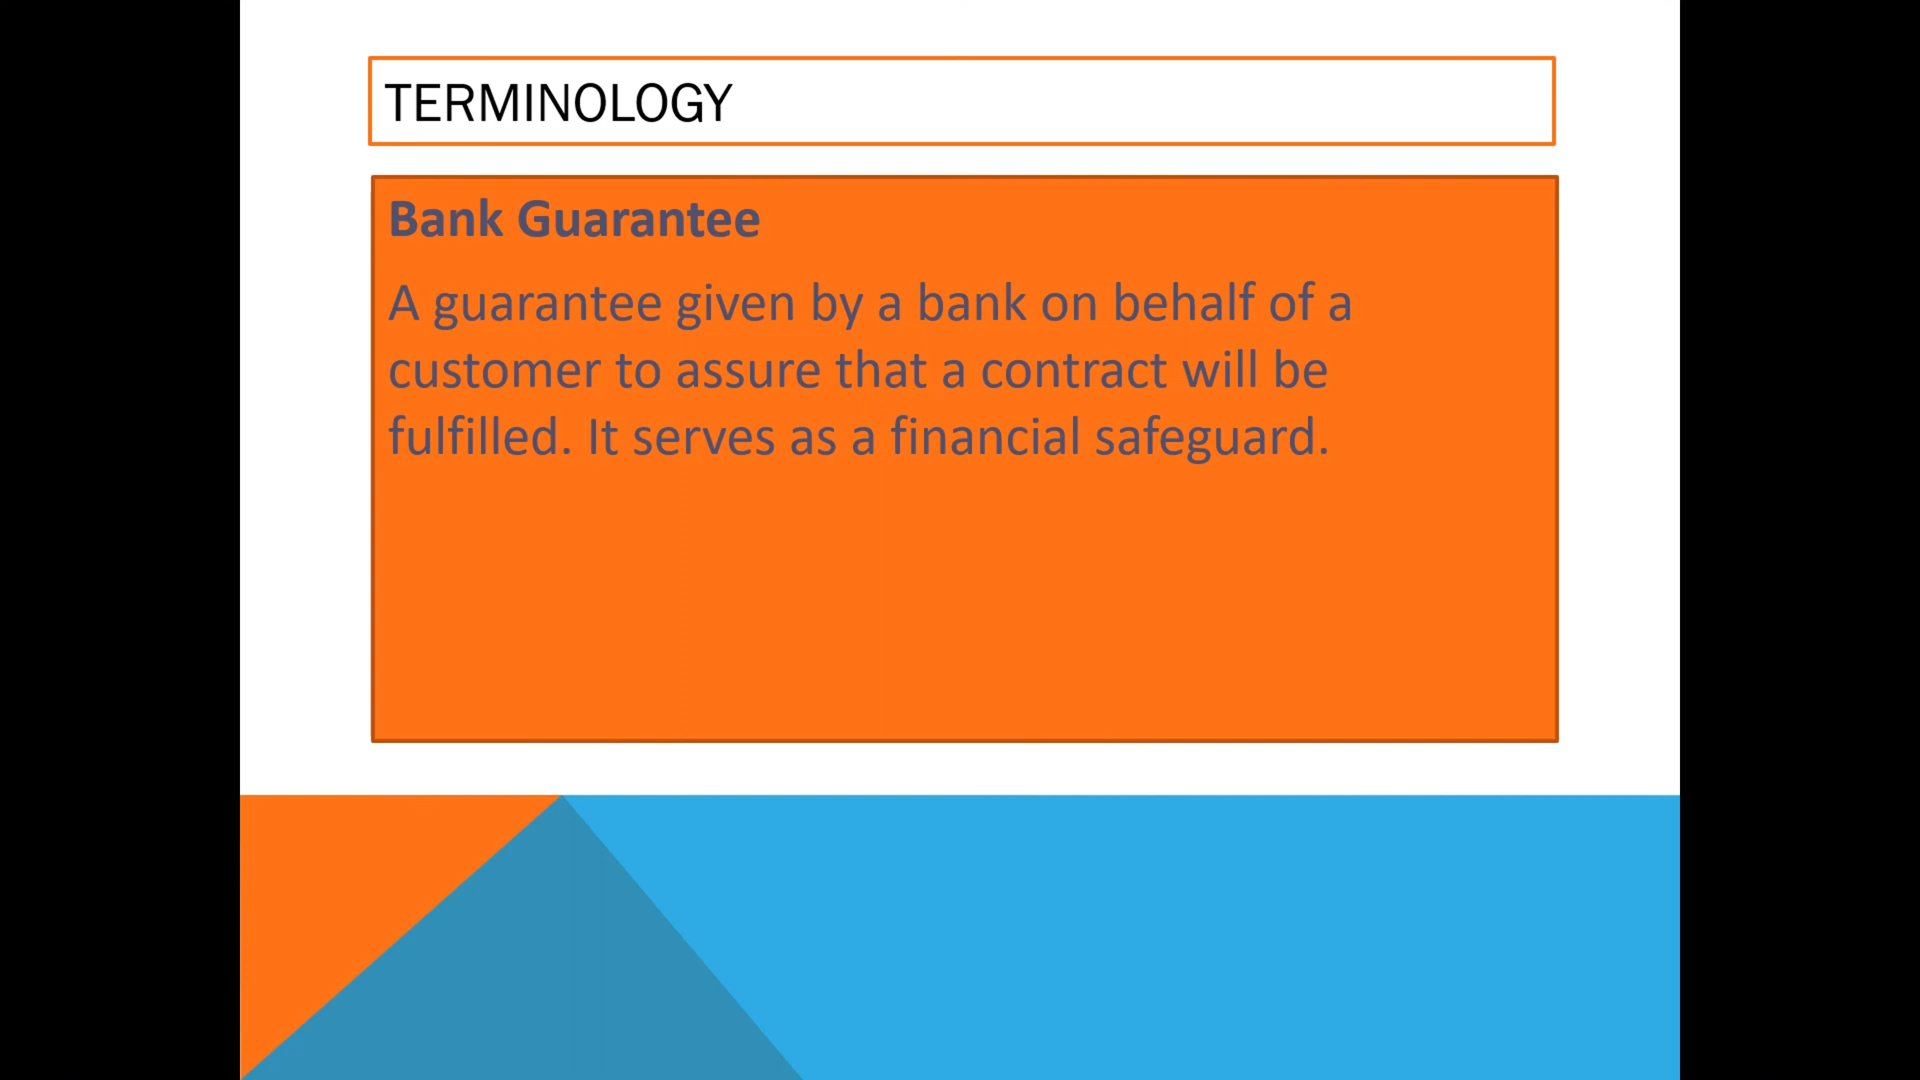 TERMINOLOGY
Bank Guarantee
A guarantee given by a bank on behalf of a
customer to assure that a contract will be
fulfilled. It serves as a financial safeguard.